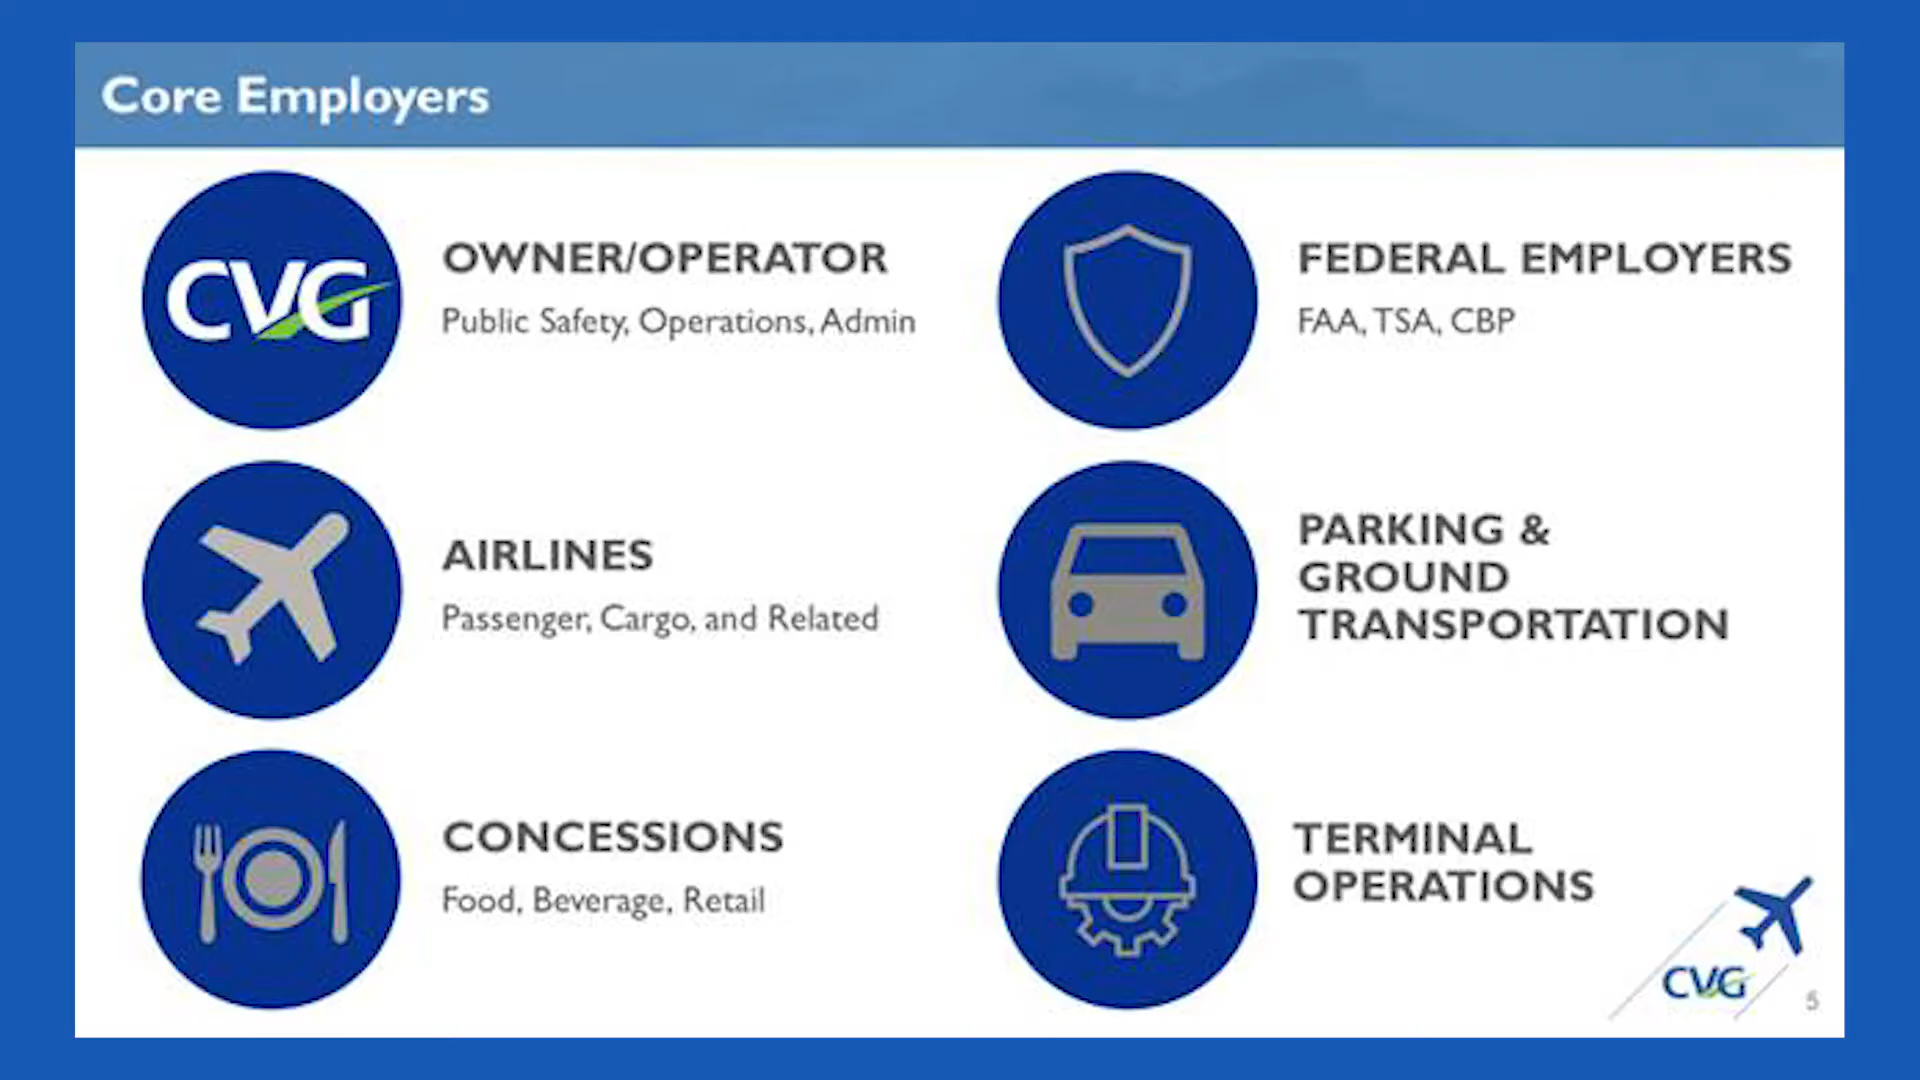 Core Employers
CVG
OWNER/OPERATOR
Public Safety, Operations, Admin
FEDERAL EMPLOYERS
FAA, TSA, CBP
AIRLINES
Passenger, Cargo, and Related
PARKING &
GROUND
TRANSPORTATION
CONCESSIONS
Food, Beverage, Retail
TERMINAL
OPERATIONS
CVG
5